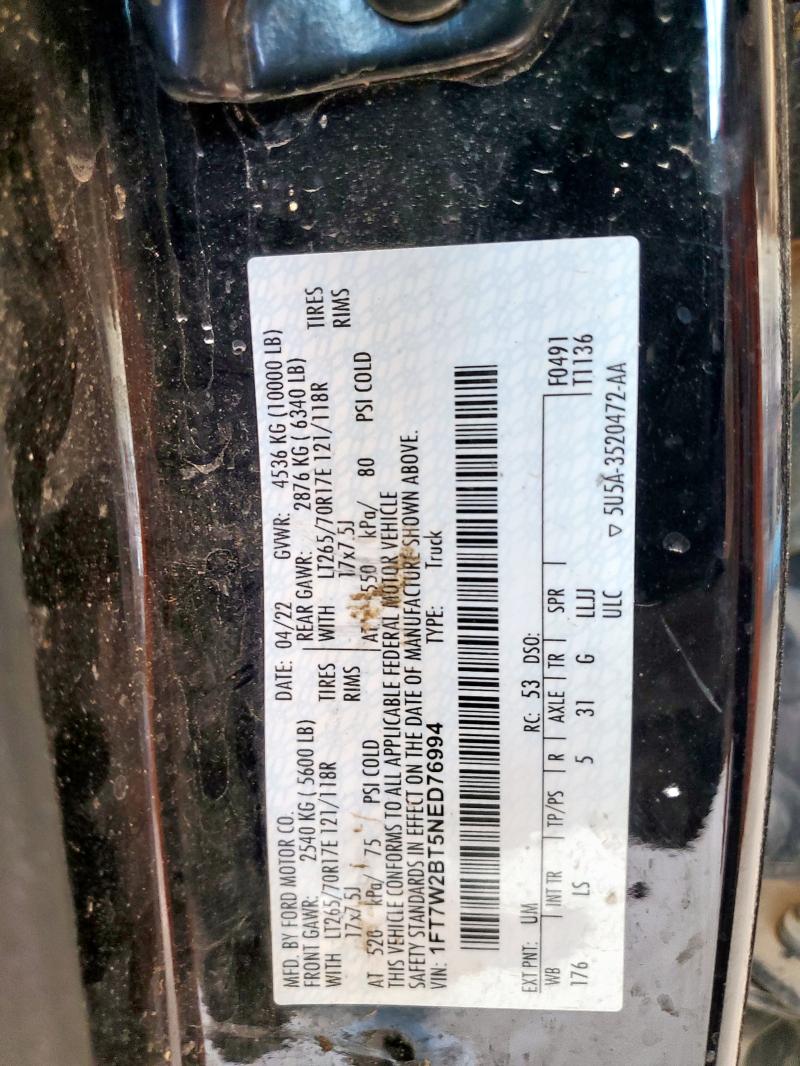 MFD. BY FORD MOTOR CO. DATE: 04/22 GVWR: 4536 KG (10000 LB)
FRONT GAWR: 2540 KG ( 5600 LB) REAR GAWR: 2876 KG ( 6340 LB)
WITH LT265/70R17E 121/118R TIRES WITH LT265/70R17E 121/118R TIRES
17x7.5J RIMS 17x7.5J RIMS
AT 520 kPa/ 75 PSI COLD AT 550 kPa/ 80 PSI COLD
THIS VEHICLE CONFORMS TO ALL APPLICABLE FEDERAL MOTOR VEHICLE
SAFETY STANDARDS IN EFFECT ON THE DATE OF MANUFACTURE SHOWN ABOVE.
VIN: 1FT7W2BT5NED76994 TYPE: Truck
EXT PNT: UM RC: 53 DSO: F0491
WB INT TR TP/PS R AXLE TR SPR T1136
176 LS 5 31 G LLJJ
ULC 5U5A-3520472-AA